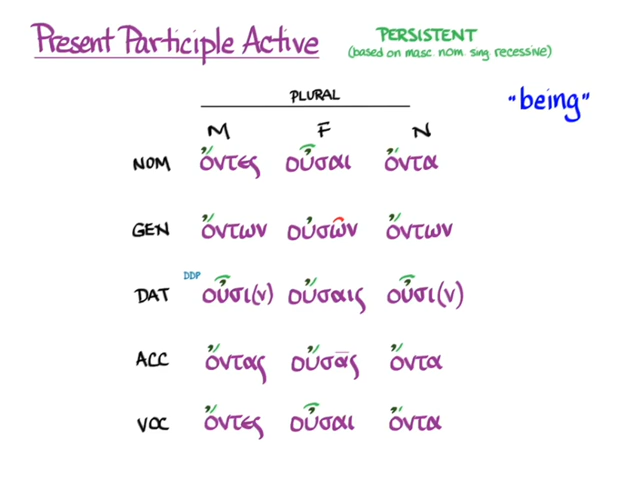 Present Participle Active
PERSISTENT
(based on masc. nom. sing. recessive)
"being"
PLURAL
M F N
NOM ὄντες οὖσαι ὄντα
GEN ὄντων οὐσῶν ὄντων
DDP
DAT οὖσι(ν) οὔσαις οὖσι(ν)
ACC ὄντας οὔσᾱς ὄντα
VOC ὄντες οὖσαι ὄντα